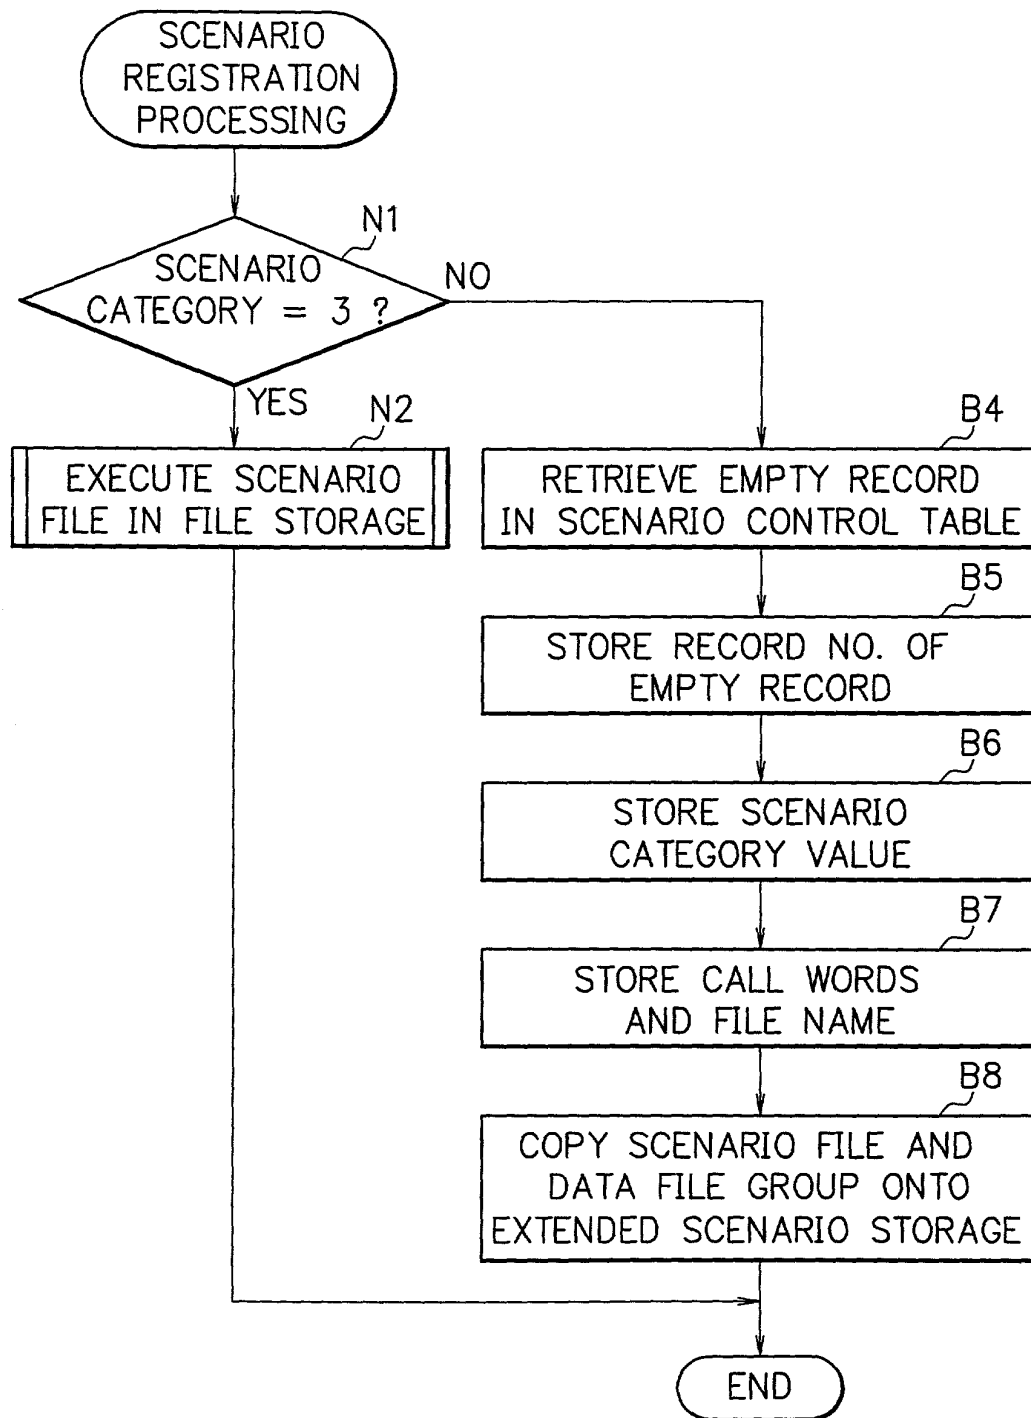 SCENARIO
REGISTRATION
PROCESSING
N1
SCENARIO
CATEGORY = 3 ?
NO
YES
N2
EXECUTE SCENARIO
FILE IN FILE STORAGE
B4
RETRIEVE EMPTY RECORD
IN SCENARIO CONTROL TABLE
B5
STORE RECORD NO. OF
EMPTY RECORD
B6
STORE SCENARIO
CATEGORY VALUE
B7
STORE CALL WORDS
AND FILE NAME
B8
COPY SCENARIO FILE AND
DATA FILE GROUP ONTO
EXTENDED SCENARIO STORAGE
END